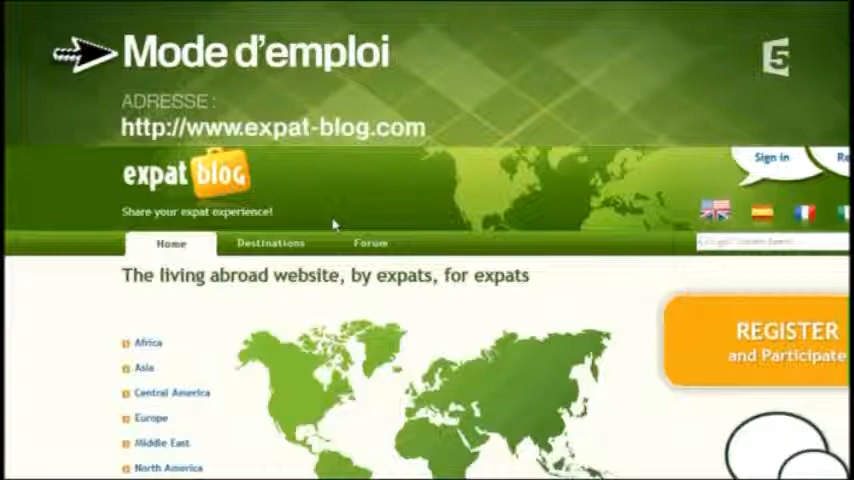 Mode d'emploi
5
ADRESSE :
http://www.expat-blog.com
expat blog
Sign in
Share your expat experience!
Home
Destinations
Forum
The living abroad website, by expats, for expats
REGISTER
and Participate
Africa
Asia
Central America
Europe
Middle East
North America